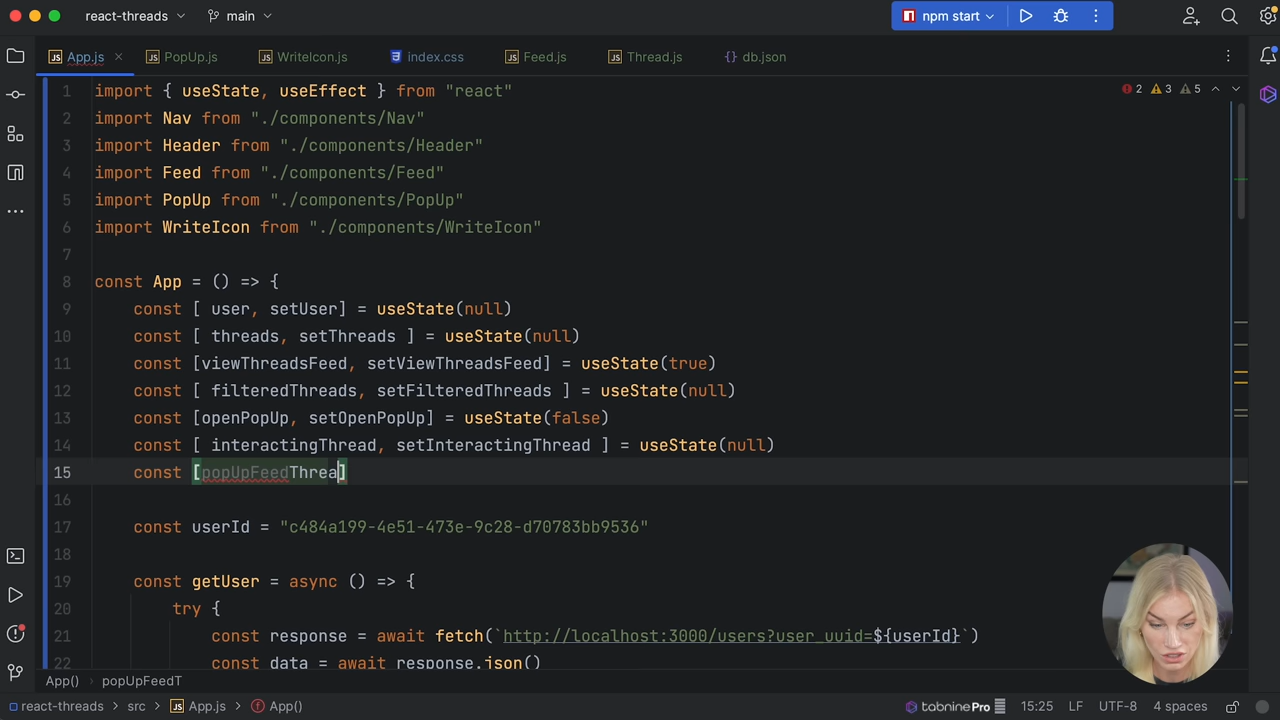 react-threads
main
npm start
App.js
PopUp.js
WriteIcon.js
index.css
Feed.js
Thread.js
db.json
1 import { useState, useEffect } from "react"
2 import Nav from "./components/Nav"
3 import Header from "./components/Header"
4 import Feed from "./components/Feed"
5 import PopUp from "./components/PopUp"
6 import WriteIcon from "./components/WriteIcon"
7
8 const App = () => {
9 const [ user, setUser] = useState(null)
10 const [ threads, setThreads ] = useState(null)
11 const [viewThreadsFeed, setViewThreadsFeed] = useState(true)
12 const [ filteredThreads, setFilteredThreads ] = useState(null)
13 const [openPopUp, setOpenPopUp] = useState(false)
14 const [ interactingThread, setInteractingThread ] = useState(null)
15 const [popUpFeedThrea]
16
17 const userId = "c484a199-4e51-473e-9c28-d70783bb9536"
18
19 const getUser = async () => {
20 try {
21 const response = await fetch(`http://localhost:3000/users?user_uuid=${userId}`)
22 const data = await response.json()
2 3 5
App() popUpFeedT
react-threads > src > JS App.js > App()
tabnine Pro 15:25 LF UTF-8 4 spaces